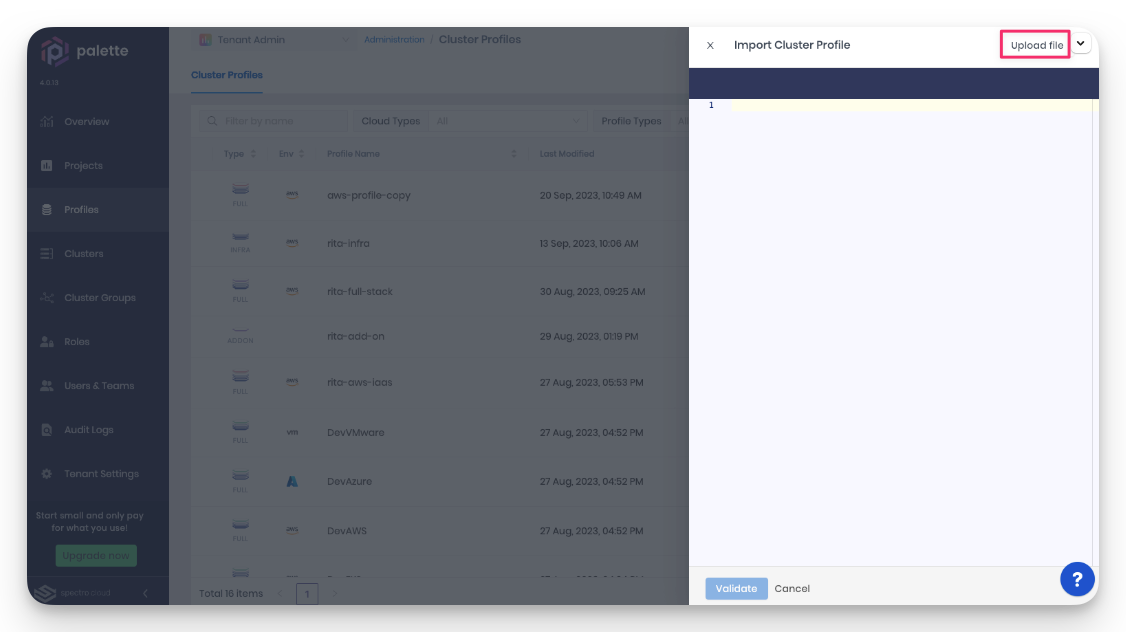 palette
4.0.13
Overview
Projects
Profiles
Clusters
Cluster Groups
Roles
Users & Teams
Audit Logs
Tenant Settings
Start small and only pay
for what you use!
Upgrade now
spectro cloud
Tenant Admin
Administration / Cluster Profiles
Cluster Profiles
Filter by name
Cloud Types
All
Profile Types
Type
Env
Profile Name
Last Modified
FULL aws aws-profile-copy 20 Sep, 2023, 10:49 AM
INFRA aws rita-infra 13 Sep, 2023, 10:06 AM
FULL aws rita-full-stack 30 Aug, 2023, 09:25 AM
ADDON rita-add-on 29 Aug, 2023, 01:19 PM
FULL aws rita-aws-iaas 27 Aug, 2023, 05:53 PM
FULL vm DevVMware 27 Aug, 2023, 04:52 PM
FULL DevAzure 27 Aug, 2023, 04:52 PM
FULL aws DevAWS 27 Aug, 2023, 04:52 PM
Total 16 items
1
X Import Cluster Profile
Upload file
1
Validate
Cancel
?